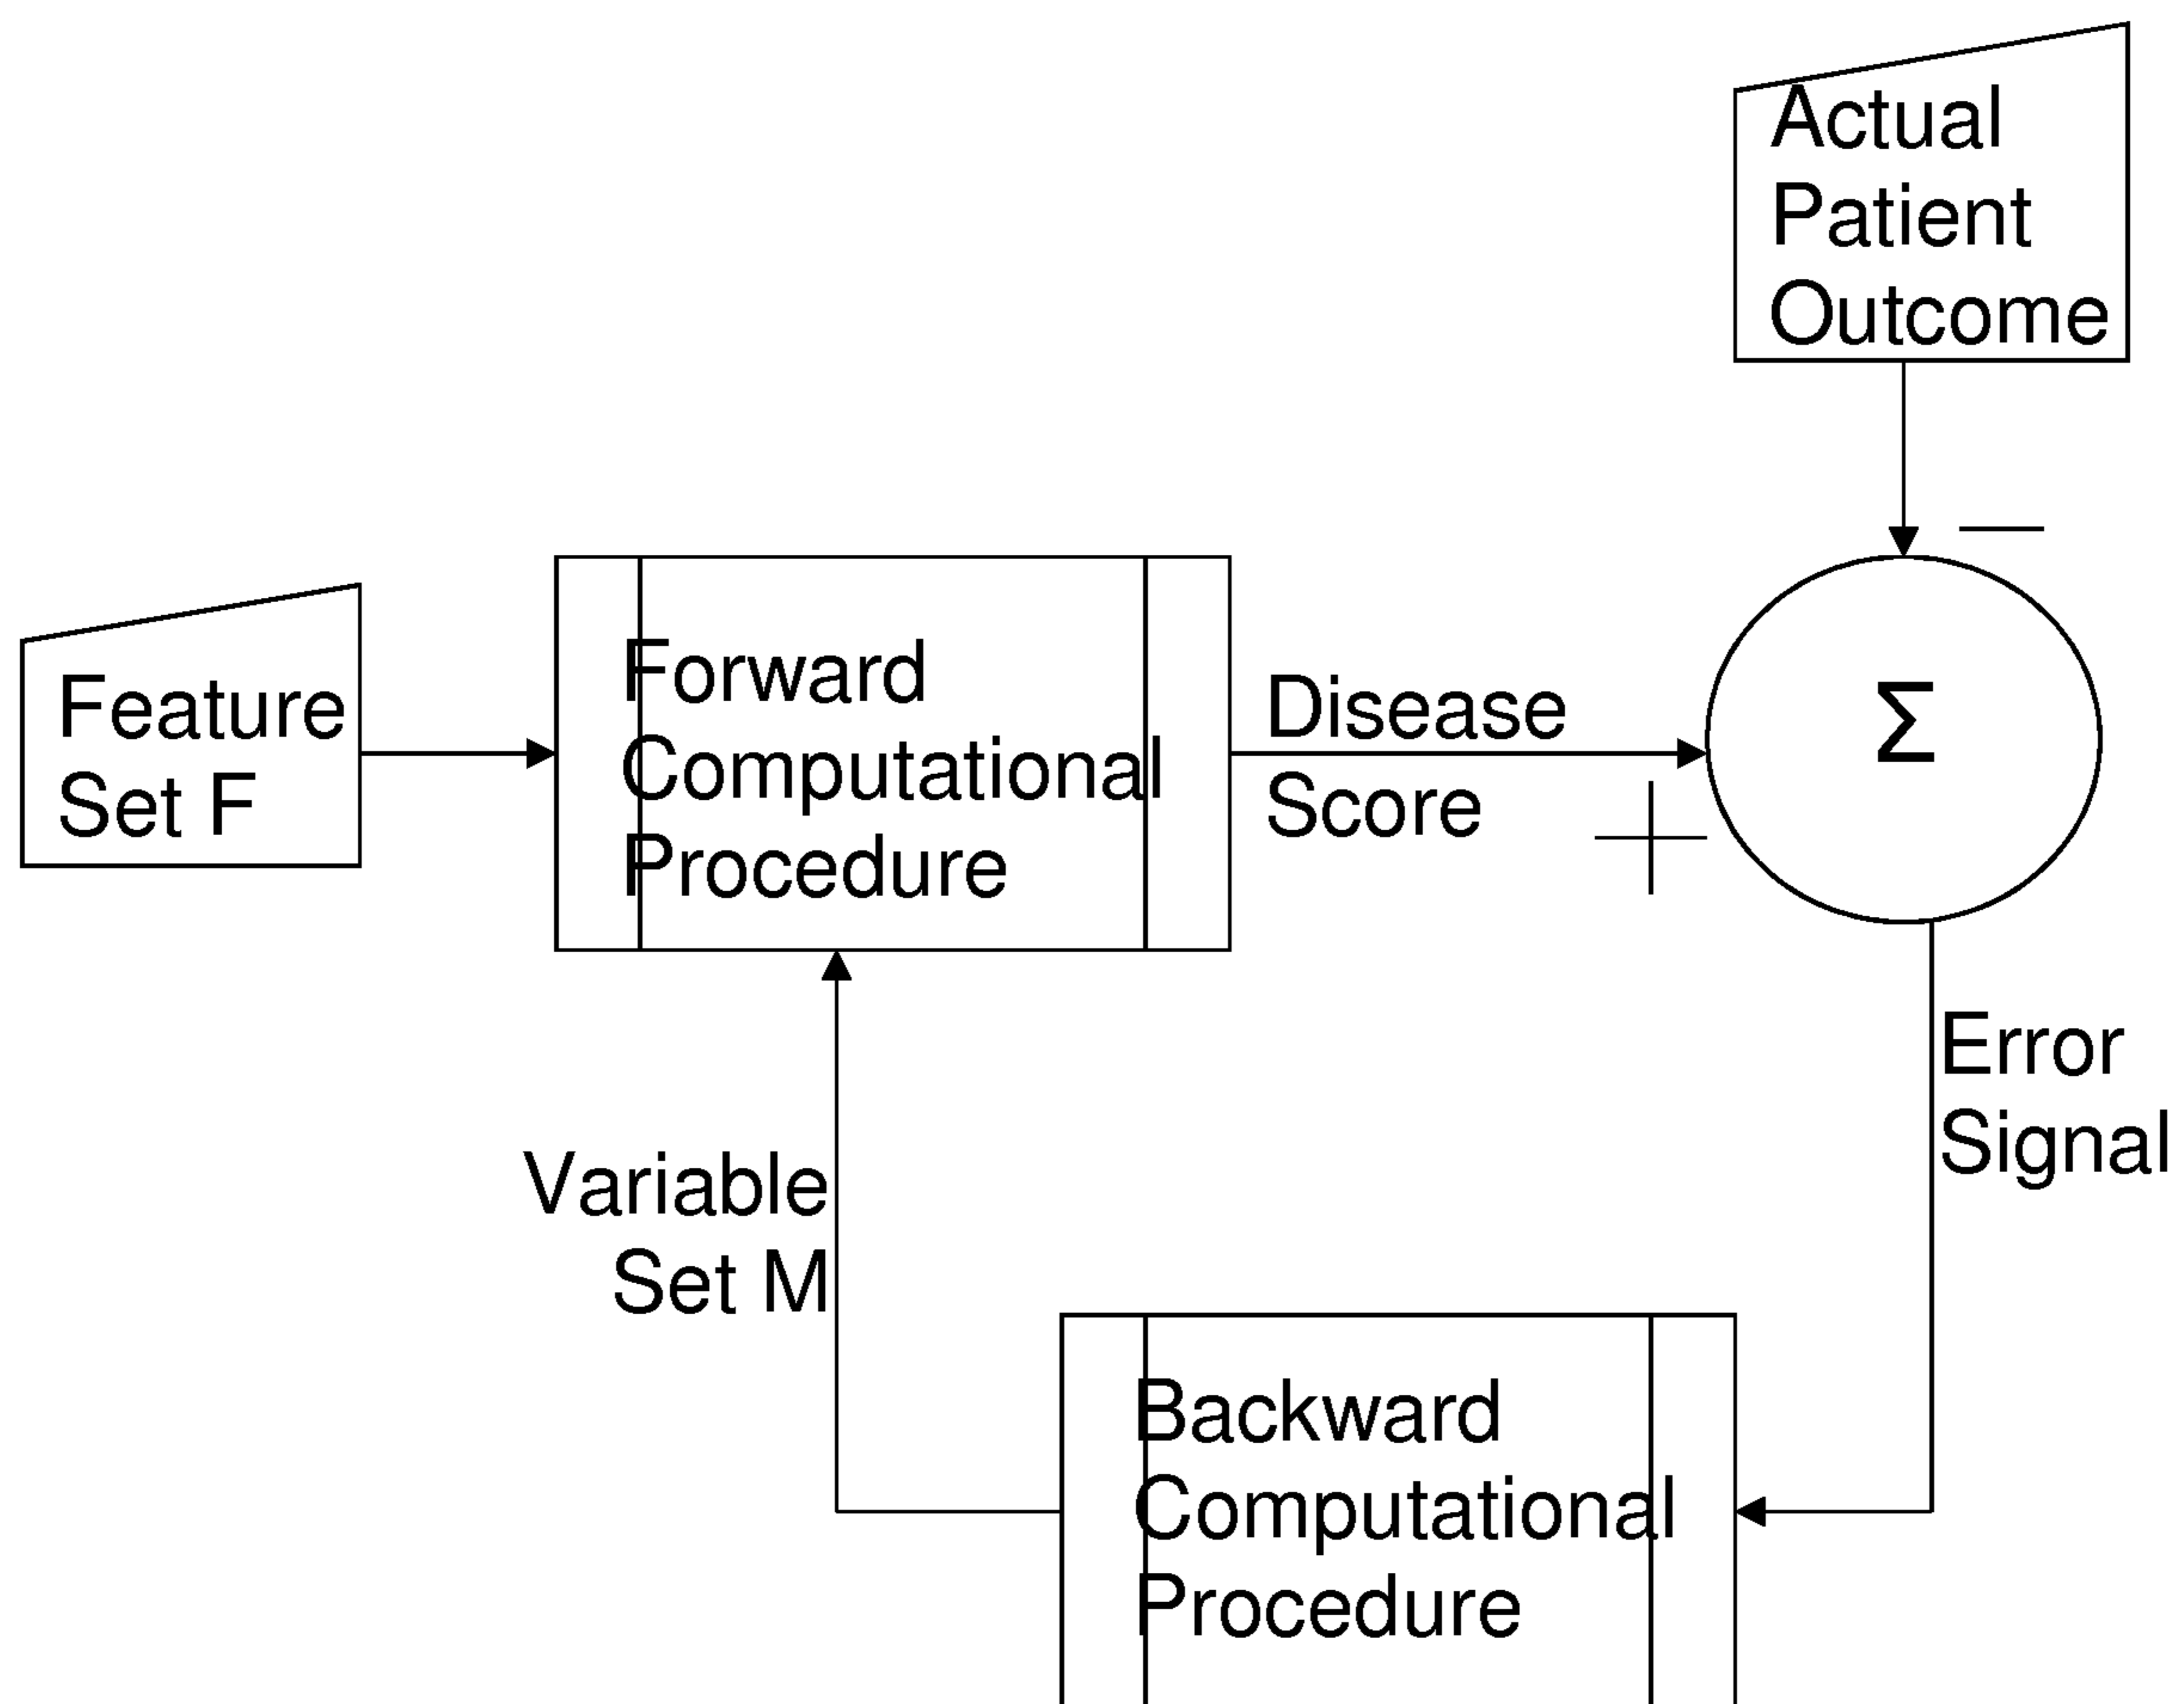 Actual
Patient
Outcome
—
Feature
Set F
Forward
Computational
Procedure
Disease
Score
+
Σ
Error
Signal
Variable
Set M
Backward
Computational
Procedure